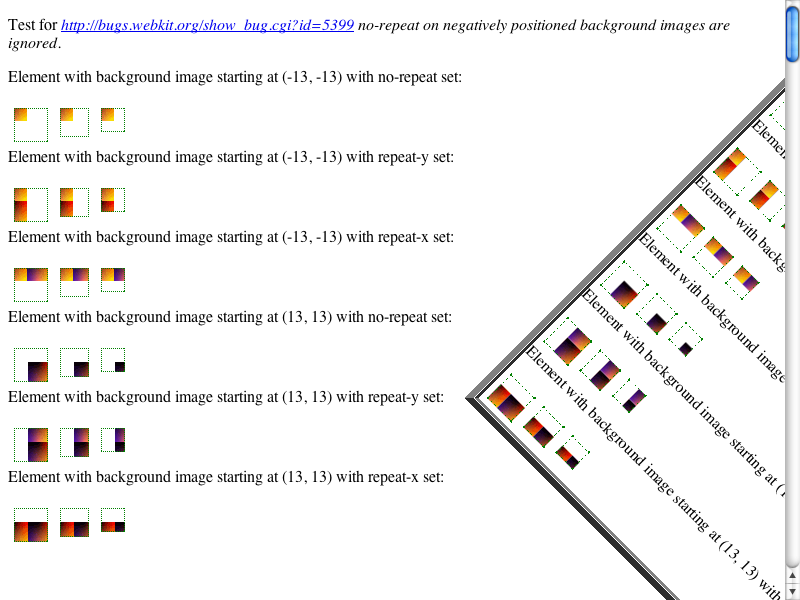 Test for http://bugs.webkit.org/show_bug.cgi?id=5399 no-repeat on negatively positioned background images are
ignored.
Element with background image starting at (-13, -13) with no-repeat set:
Element with background image starting at (-13, -13) with repeat-y set:
Element with background image starting at (-13, -13) with repeat-x set:
Element with background image starting at (13, 13) with no-repeat set:
Element with background image starting at (13, 13) with repeat-y set:
Element with background image starting at (13, 13) with repeat-x set:
Element with
Element with background image
Element with background image starting at
Element with background image starting at (13, 13) with